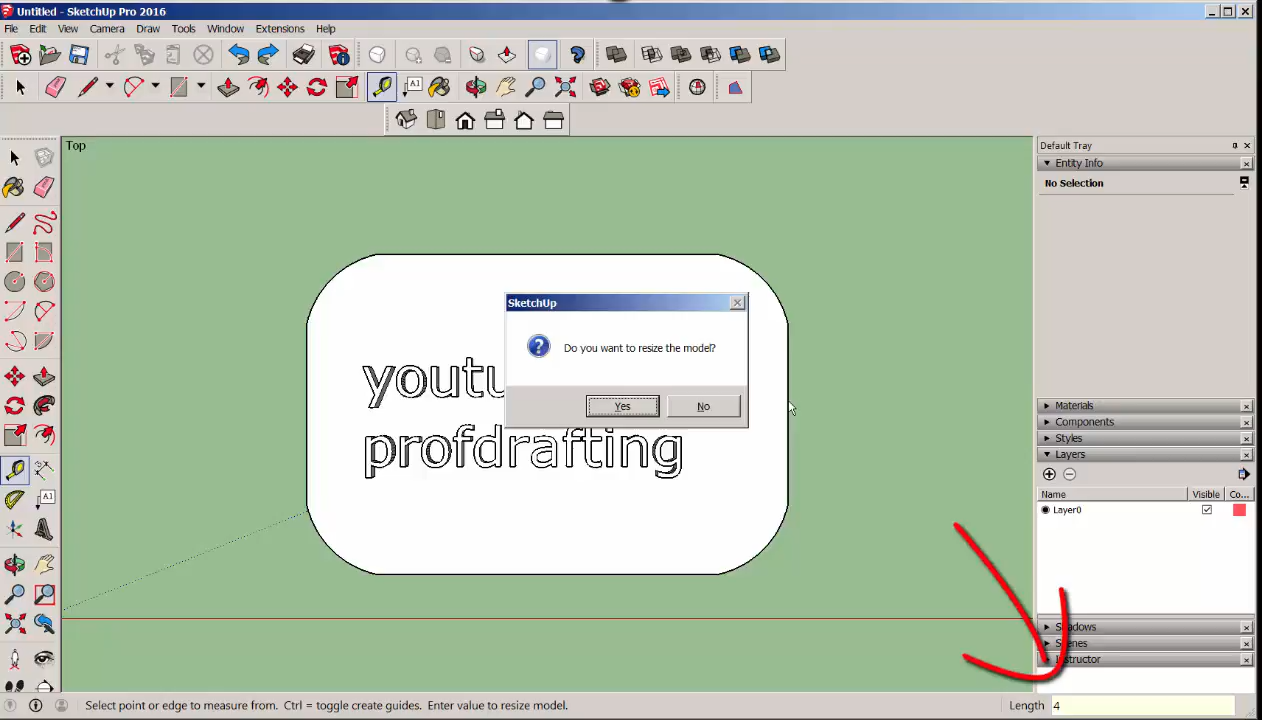 Untitled - SketchUp Pro 2016
File Edit View Camera Draw Tools Window Extensions Help
A1
Top
Default Tray
Entity Info
No Selection
SketchUp
Do you want to resize the model?
Yes No
youtu
profdrafting
Materials
Components
Styles
Layers
Name Visible Co...
Layer0
A1
Shadows
Scenes
Instructor
Select point or edge to measure from. Ctrl = toggle create guides. Enter value to resize model.
Length 4